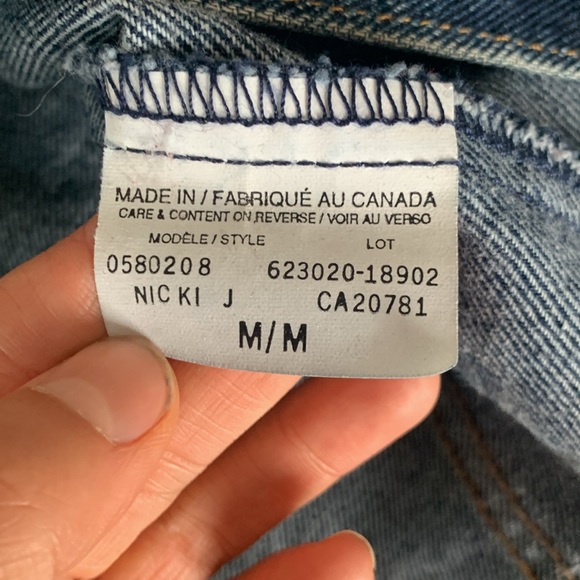 MADE IN / FABRIQUÉ AU CANADA
CARE & CONTENT ON REVERSE / VOIR AU VERSO
MODÈLE / STYLE LOT
0580208 623020-18902
NICKI J CA20781
M/M